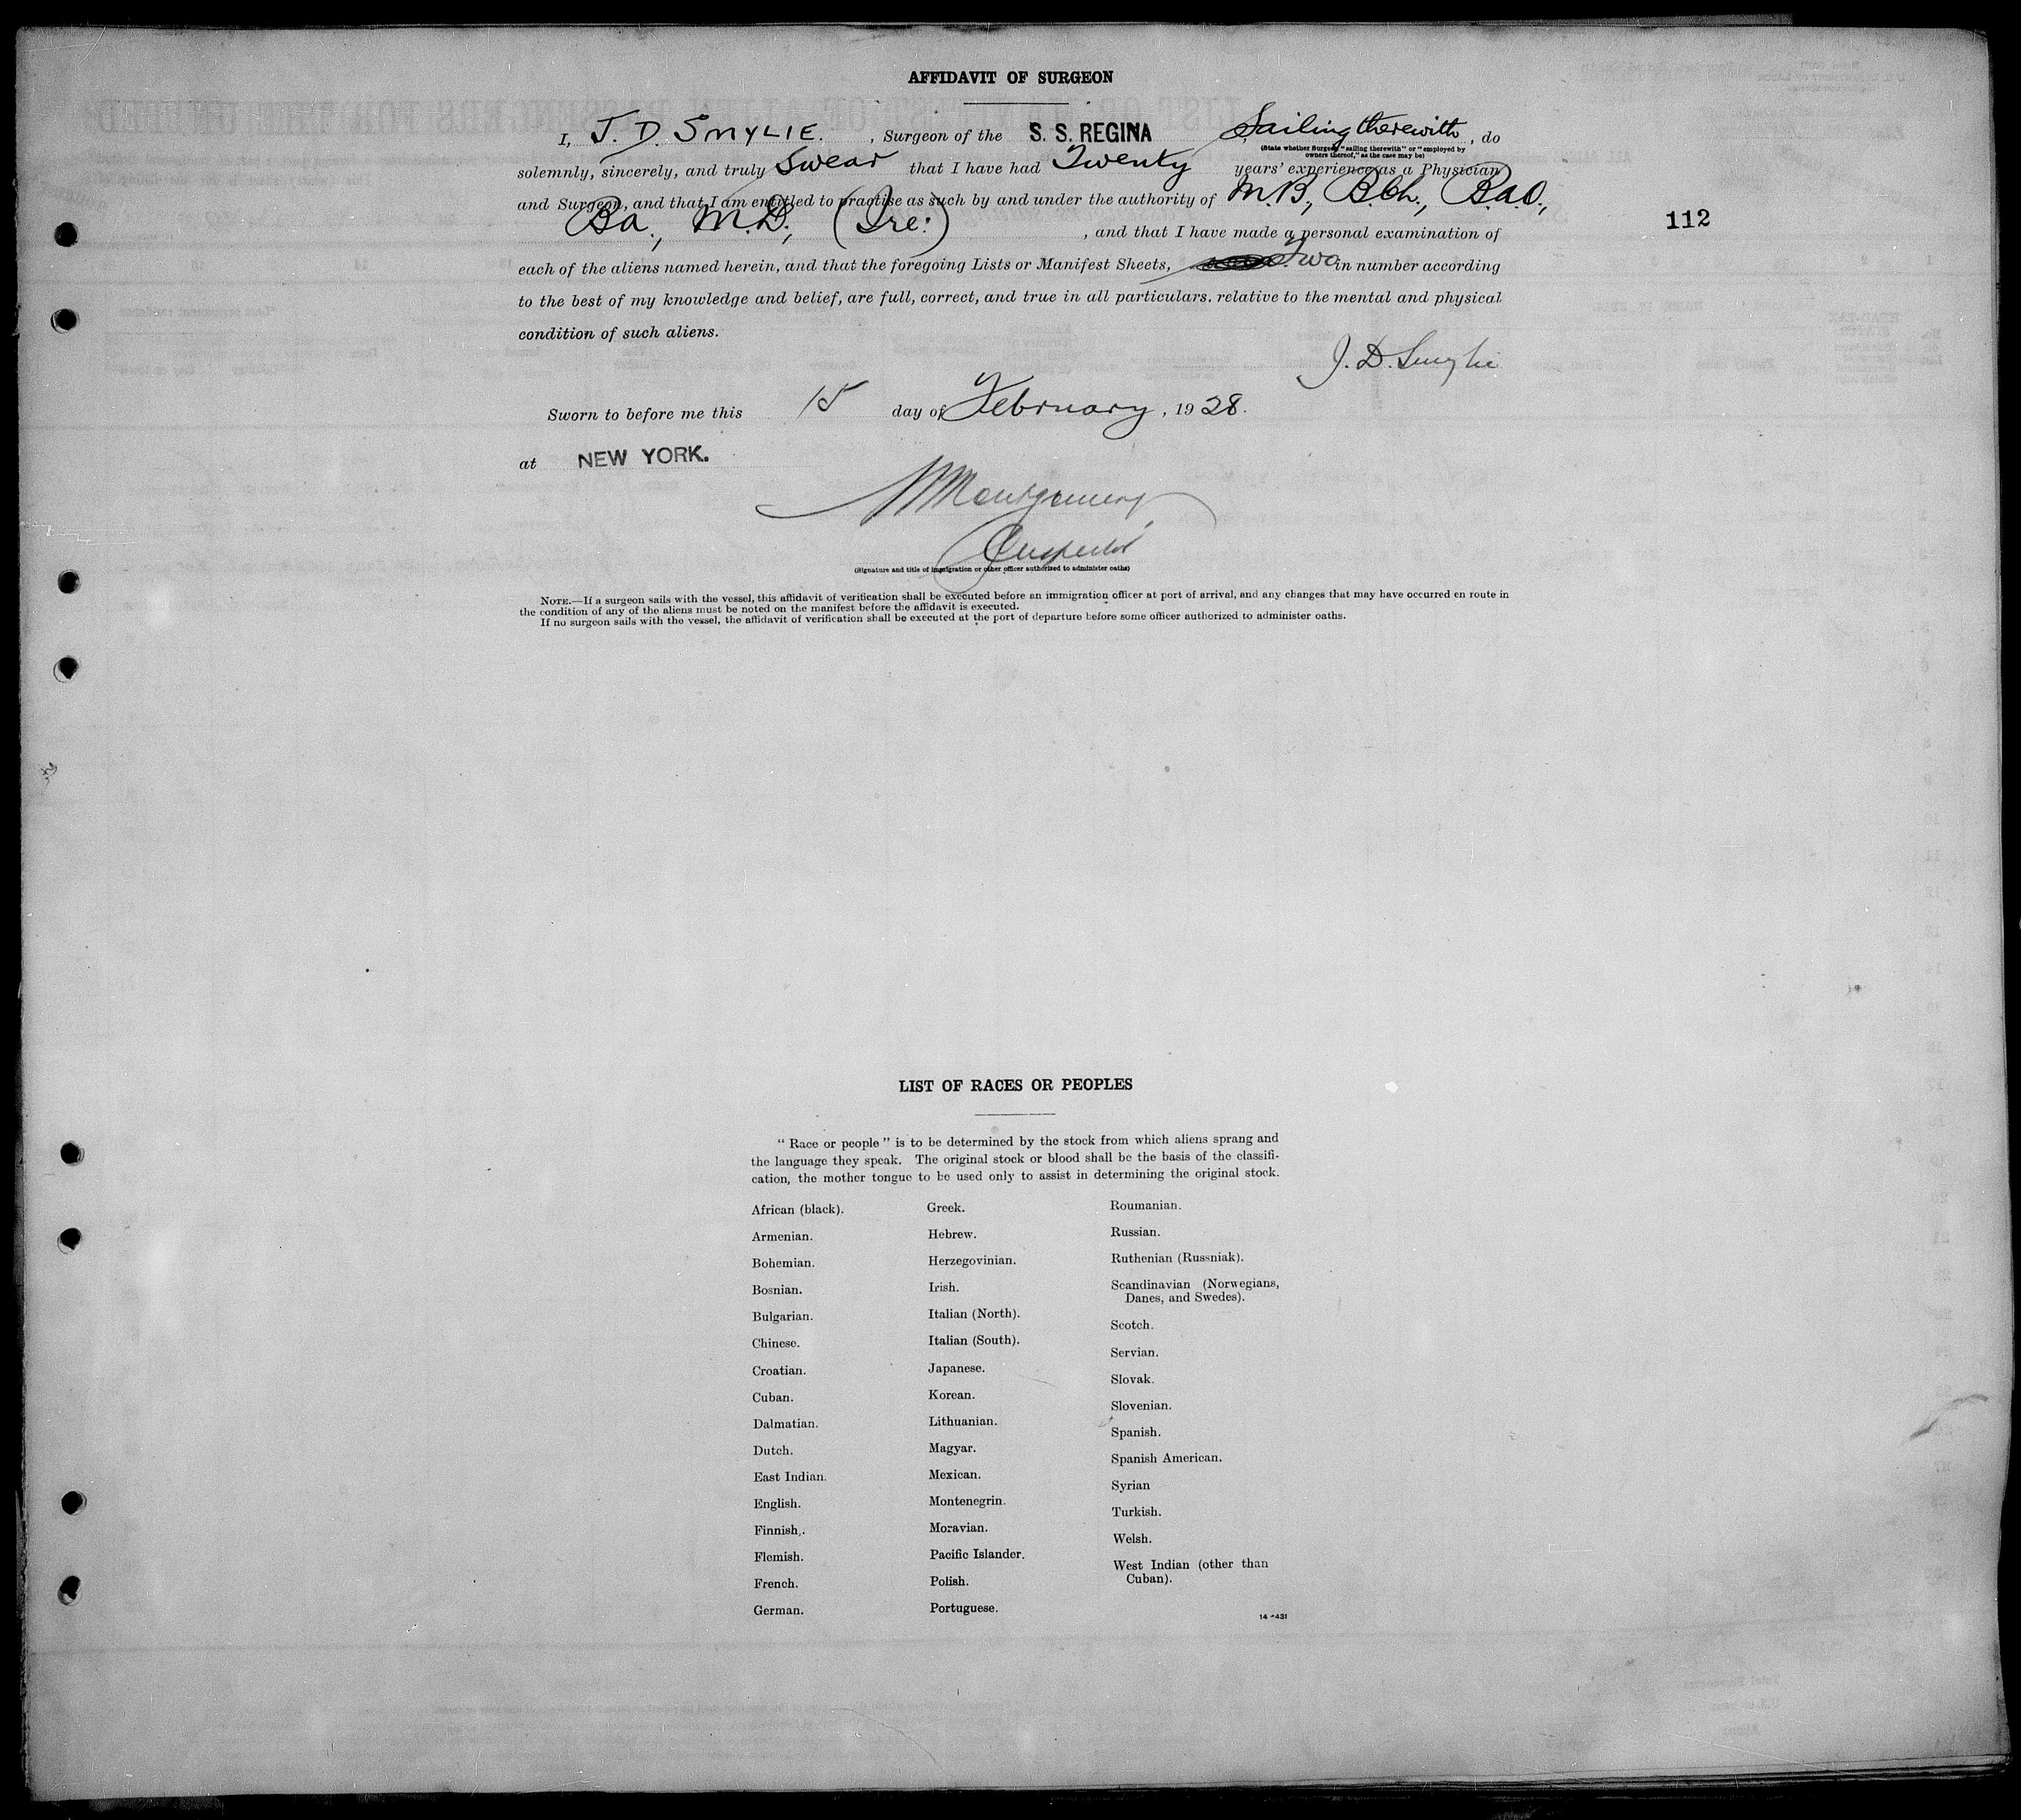 AFFIDAVIT OF SURGEON
I, J. D. SMYLIE. , Surgeon of the S. S. REGINA Sailing therewith , do
(State whether Surgeon "sailing therewith" or "employed by
owners thereof," as the case may be)
solemnly, sincerely, and truly swear that I have had Twenty years' experience as a Physician
and Surgeon, and that I am entitled to practise as such by and under the authority of M.B., B.Ch., B.a.O.,
Ba., M.D., (Ire:) , and that I have made a personal examination of
112
each of the aliens named herein, and that the foregoing Lists or Manifest Sheets, Two in number according
to the best of my knowledge and belief, are full, correct, and true in all particulars. relative to the mental and physical
condition of such aliens.
J. D. Smylie
Sworn to before me this 15 day of February , 19 28.
at NEW YORK.
Montgomery
Inspector
(Signature and title of immigration or other officer authorized to administer oaths)
NOTE.—If a surgeon sails with the vessel, this affidavit of verification shall be executed before an immigration officer at port of arrival, and any changes that may have occurred en route in
the condition of any of the aliens must be noted on the manifest before the affidavit is executed.
If no surgeon sails with the vessel, the affidavit of verification shall be executed at the port of departure before some officer authorized to administer oaths.
LIST OF RACES OR PEOPLES
" Race or people " is to be determined by the stock from which aliens sprang and
the language they speak. The original stock or blood shall be the basis of the classifi-
cation, the mother tongue to be used only to assist in determining the original stock.
African (black).
Armenian.
Bohemian.
Bosnian.
Bulgarian.
Chinese.
Croatian.
Cuban.
Dalmatian.
Dutch.
East Indian.
English.
Finnish.
Flemish.
French.
German.
Greek.
Hebrew.
Herzegovinian.
Irish.
Italian (North).
Italian (South).
Japanese.
Korean.
Lithuanian.
Magyar.
Mexican.
Montenegrin.
Moravian.
Pacific Islander.
Polish.
Portuguese.
Roumanian.
Russian.
Ruthenian (Russniak).
Scandinavian (Norwegians,
Danes, and Swedes).
Scotch.
Servian.
Slovak.
Slovenian.
Spanish.
Spanish American.
Syrian
Turkish.
Welsh.
West Indian (other than
Cuban).
14—431